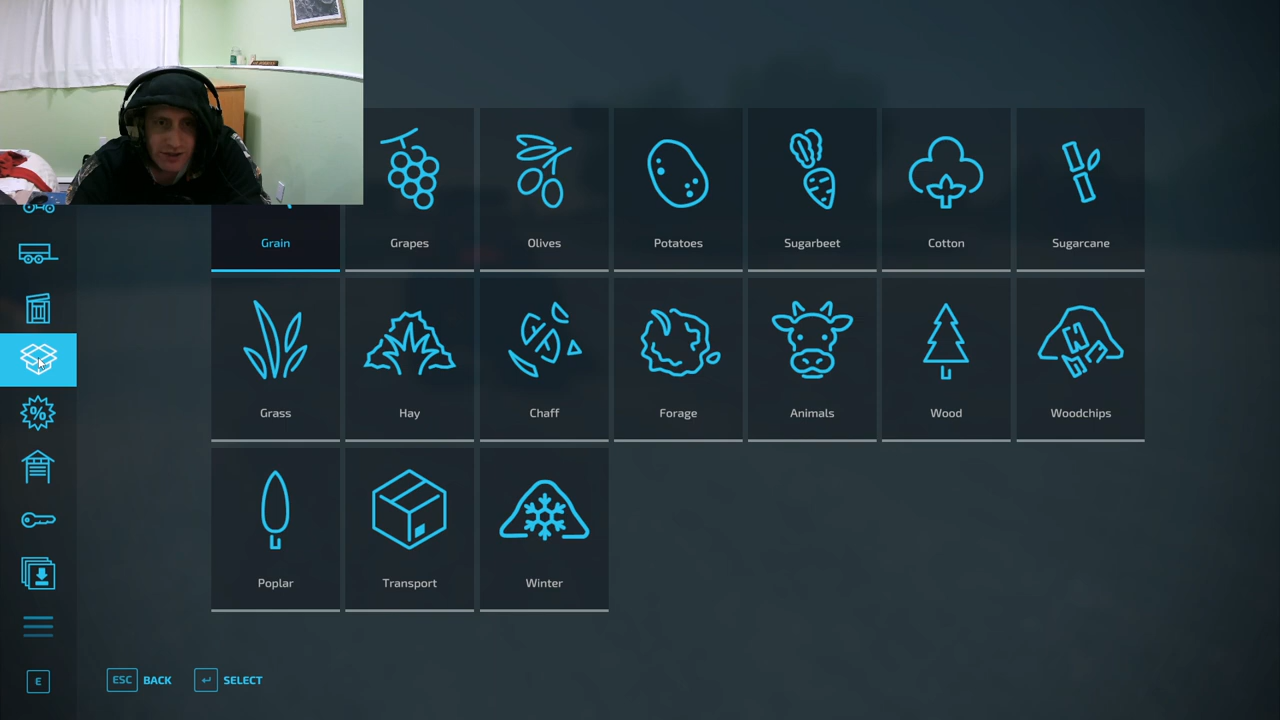 Grain
Grapes
Olives
Potatoes
Sugarbeet
Cotton
Sugarcane
Grass
Hay
Chaff
Forage
Animals
Wood
Woodchips
Poplar
Transport
Winter
%
E
ESC BACK
SELECT